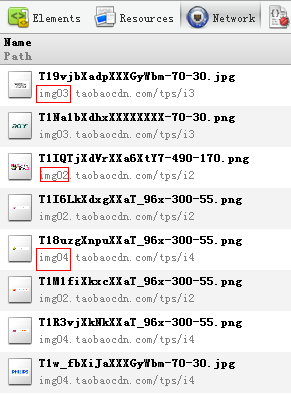 Elements Resources Network
Name
Path
T19vjbXadpXXXGyWbm-70-30.jpg
img03.taobaocdn.com/tps/i3
T1Na1bXdhxXXXXXXXX-70-30.png
img03.taobaocdn.com/tps/i3
T1IQTjXdVrXXa6XtY7-490-170.png
img02.taobaocdn.com/tps/i2
T1I6LkXdxgXXaT_96x-300-55.png
img02.taobaocdn.com/tps/i2
T18uzgXnpuXXaT_96x-300-55.png
img04.taobaocdn.com/tps/i4
T1M1fiXkxcXXaT_96x-300-55.png
img02.taobaocdn.com/tps/i2
T1R3vjXkNkXXaT_96x-300-55.png
img04.taobaocdn.com/tps/i4
T1w_fbXiJaXXXGyWbm-70-30.jpg
PHILIPS
img04.taobaocdn.com/tps/i4